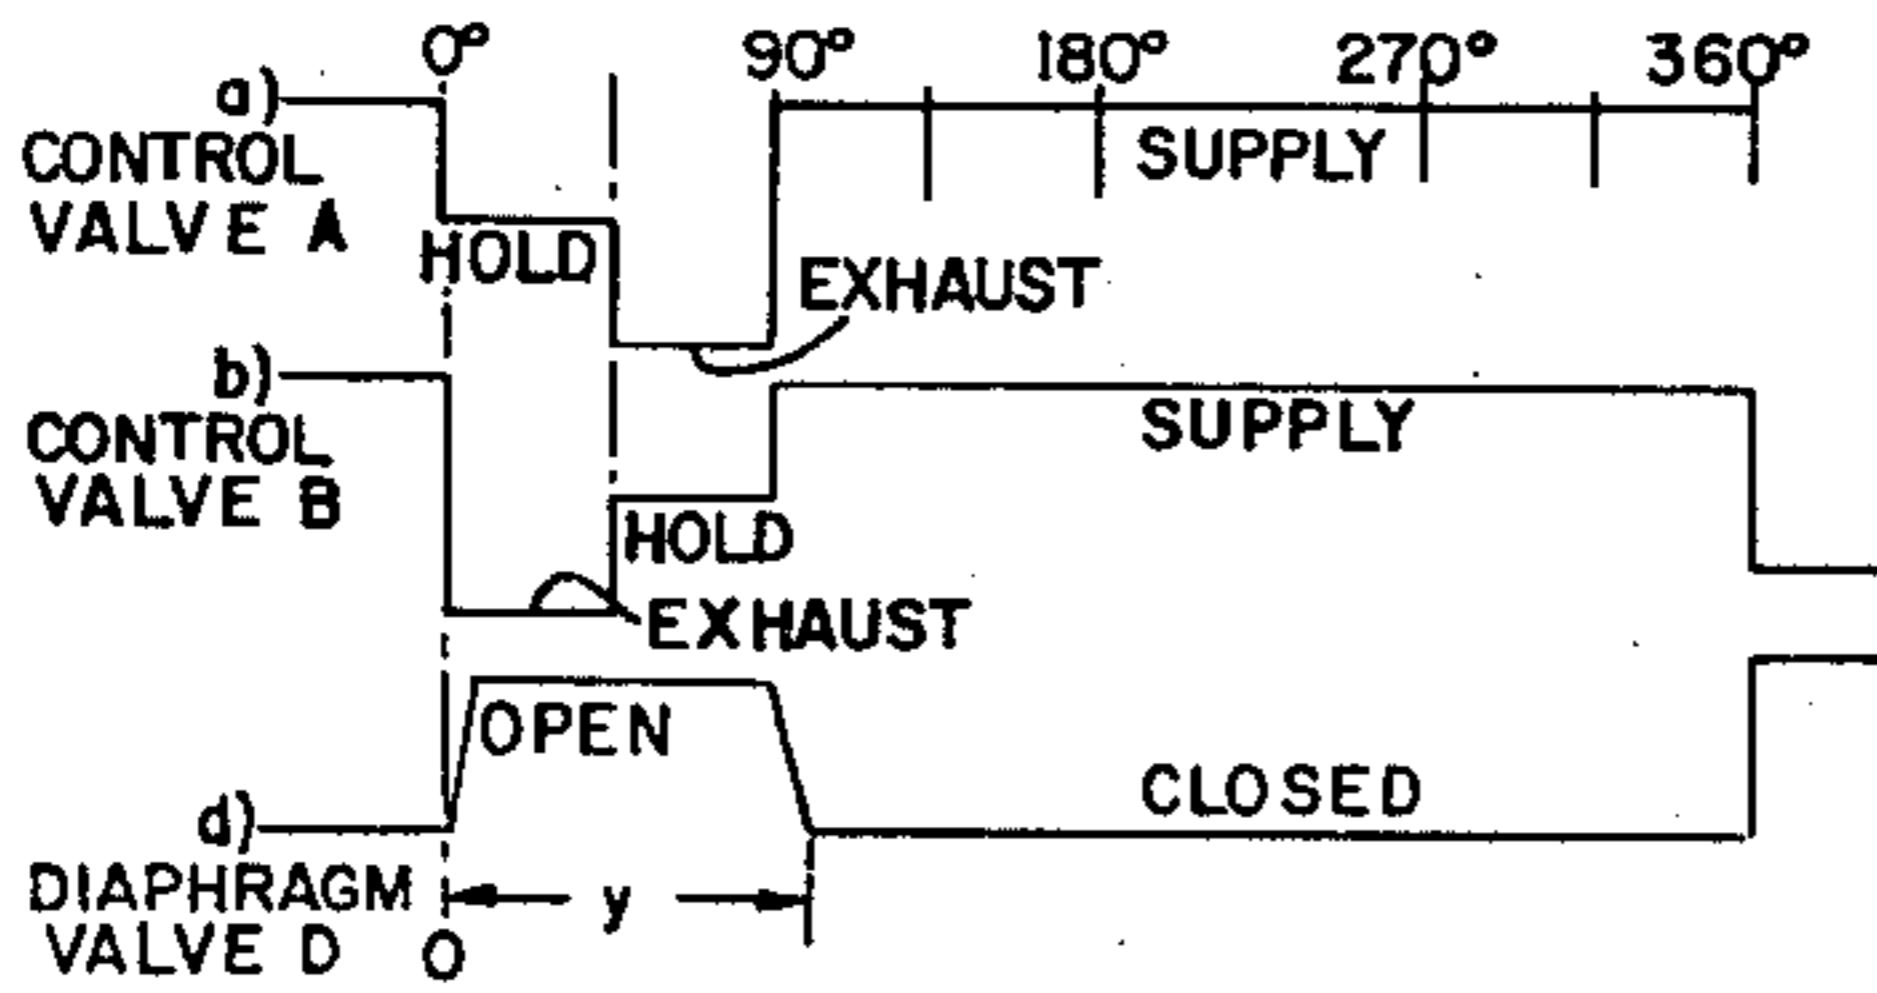 0° 90° 180° 270° 360°
a)
CONTROL
VALVE A
SUPPLY
HOLD
EXHAUST
b)
CONTROL
VALVE B
SUPPLY
HOLD
EXHAUST
OPEN
CLOSED
d)
DIAPHRAGM
VALVE D
y
0